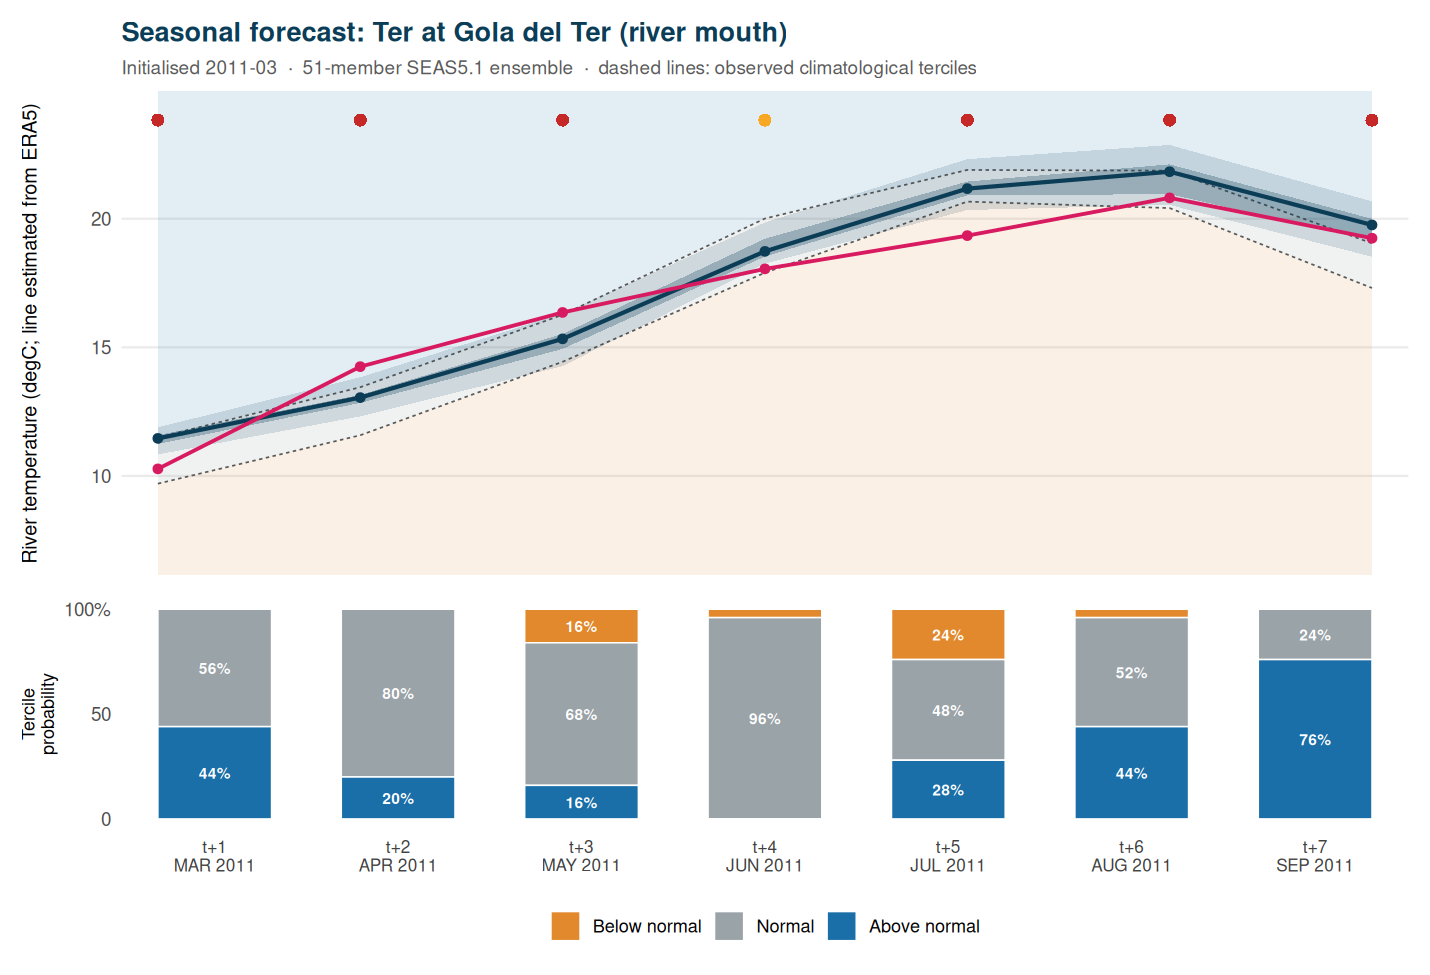 Seasonal forecast: Ter at Gola del Ter (river mouth)
Initialised 2011-03 · 51-member SEAS5.1 ensemble · dashed lines: observed climatological terciles
River temperature (degC; line estimated from ERA5)
20
15
10
Tercile
probability
100%
50
0
56%
44%
80%
20%
16%
68%
16%
96%
24%
48%
28%
52%
44%
24%
76%
t+1
MAR 2011
t+2
APR 2011
t+3
MAY 2011
t+4
JUN 2011
t+5
JUL 2011
t+6
AUG 2011
t+7
SEP 2011
Below normal
Normal
Above normal